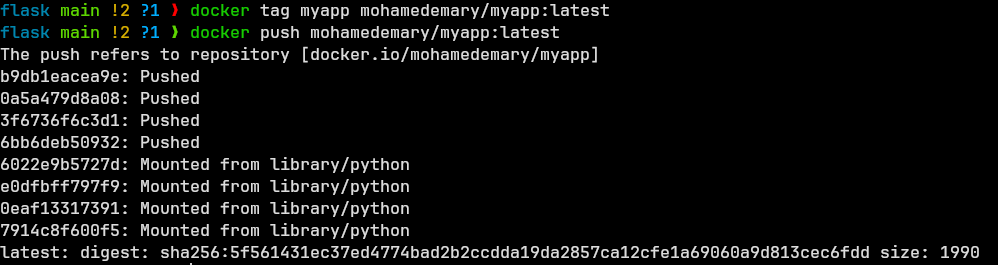 flask main !2 ?1 ❯ docker tag myapp mohamedemary/myapp:latest
flask main !2 ?1 ❯ docker push mohamedemary/myapp:latest
The push refers to repository [docker.io/mohamedemary/myapp]
b9db1eacea9e: Pushed
0a5a479d8a08: Pushed
3f6736f6c3d1: Pushed
6bb6deb50932: Pushed
6022e9b5727d: Mounted from library/python
e0dfbff797f9: Mounted from library/python
0eaf13317391: Mounted from library/python
7914c8f600f5: Mounted from library/python
latest: digest: sha256:5f561431ec37ed4774bad2b2ccdda19da2857ca12cfe1a69060a9d813cec6fdd size: 1990